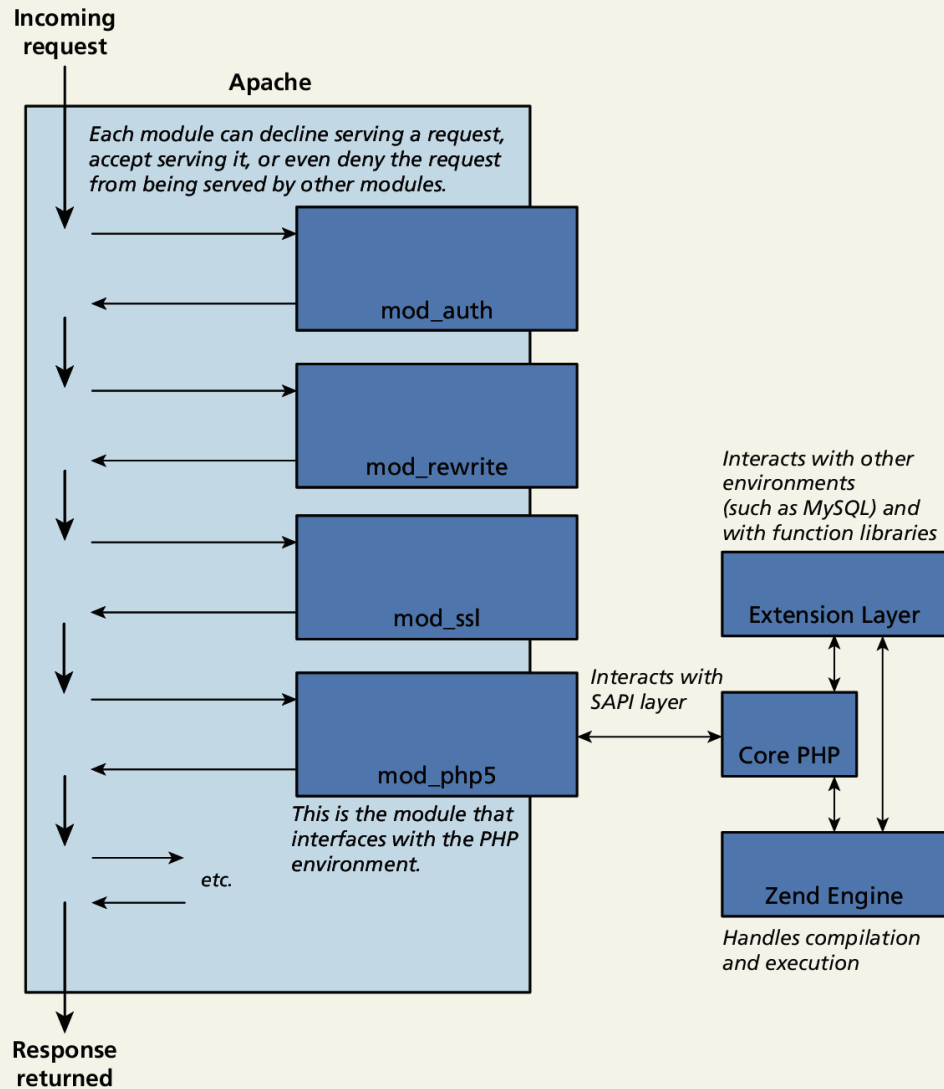 Incoming
request
Apache
Each module can decline serving a request,
accept serving it, or even deny the request
from being served by other modules.
mod_auth
mod_rewrite
mod_ssl
mod_php5
This is the module that
interfaces with the PHP
environment.
etc.
Response
returned
Interacts with
SAPI layer
Interacts with other
environments
(such as MySQL) and
with function libraries
Extension Layer
Core PHP
Zend Engine
Handles compilation
and execution